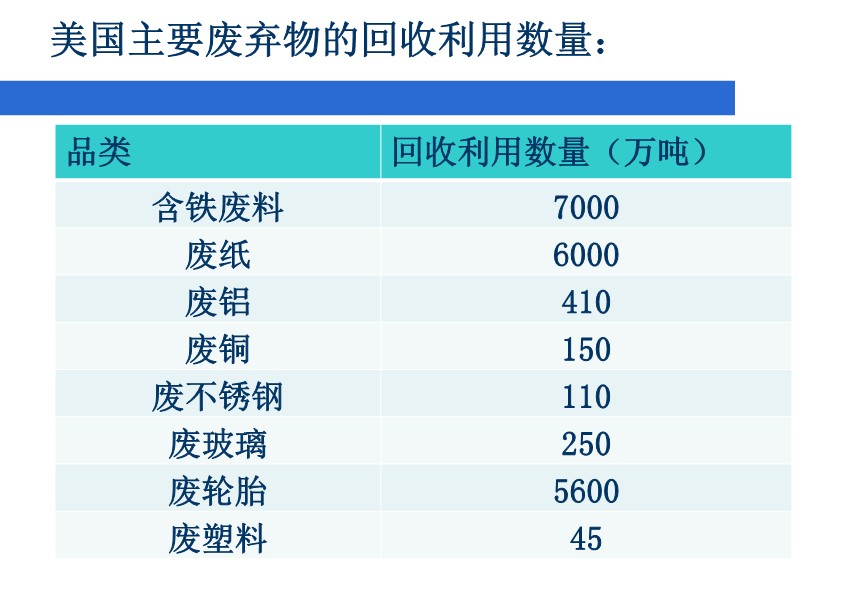 美国主要废弃物的回收利用数量：
品类 回收利用数量（万吨）
含铁废料 7000
废纸 6000
废铝 410
废铜 150
废不锈钢 110
废玻璃 250
废轮胎 5600
废塑料 45